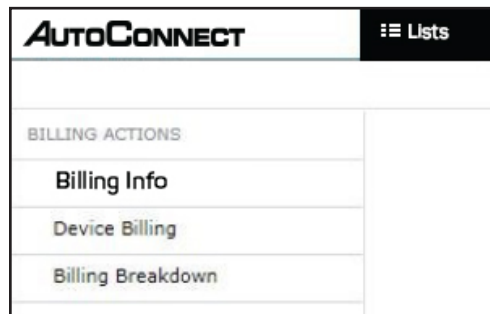 AUTOCONNECT
Lists
BILLING ACTIONS
Billing Info
Device Billing
Billing Breakdown